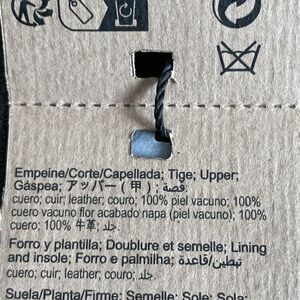 Empeine/Corte/Capellada; Tige; Upper;
Gáspea; アッパー (甲) ; قصة ;
cuero; cuir; leather; couro; 100% piel vacuno; 100%
cuero vacuno flor acabado napa (piel vacuno); 100%
cuero; 100% 牛革; جلد.
Forro y plantilla; Doublure et semelle; Lining
and insole; Forro e palmilha; تبطين/قاعدة
cuero; cuir; leather; couro; جلد.
Suela/Planta/Firme; Semelle; Sole; Sola;